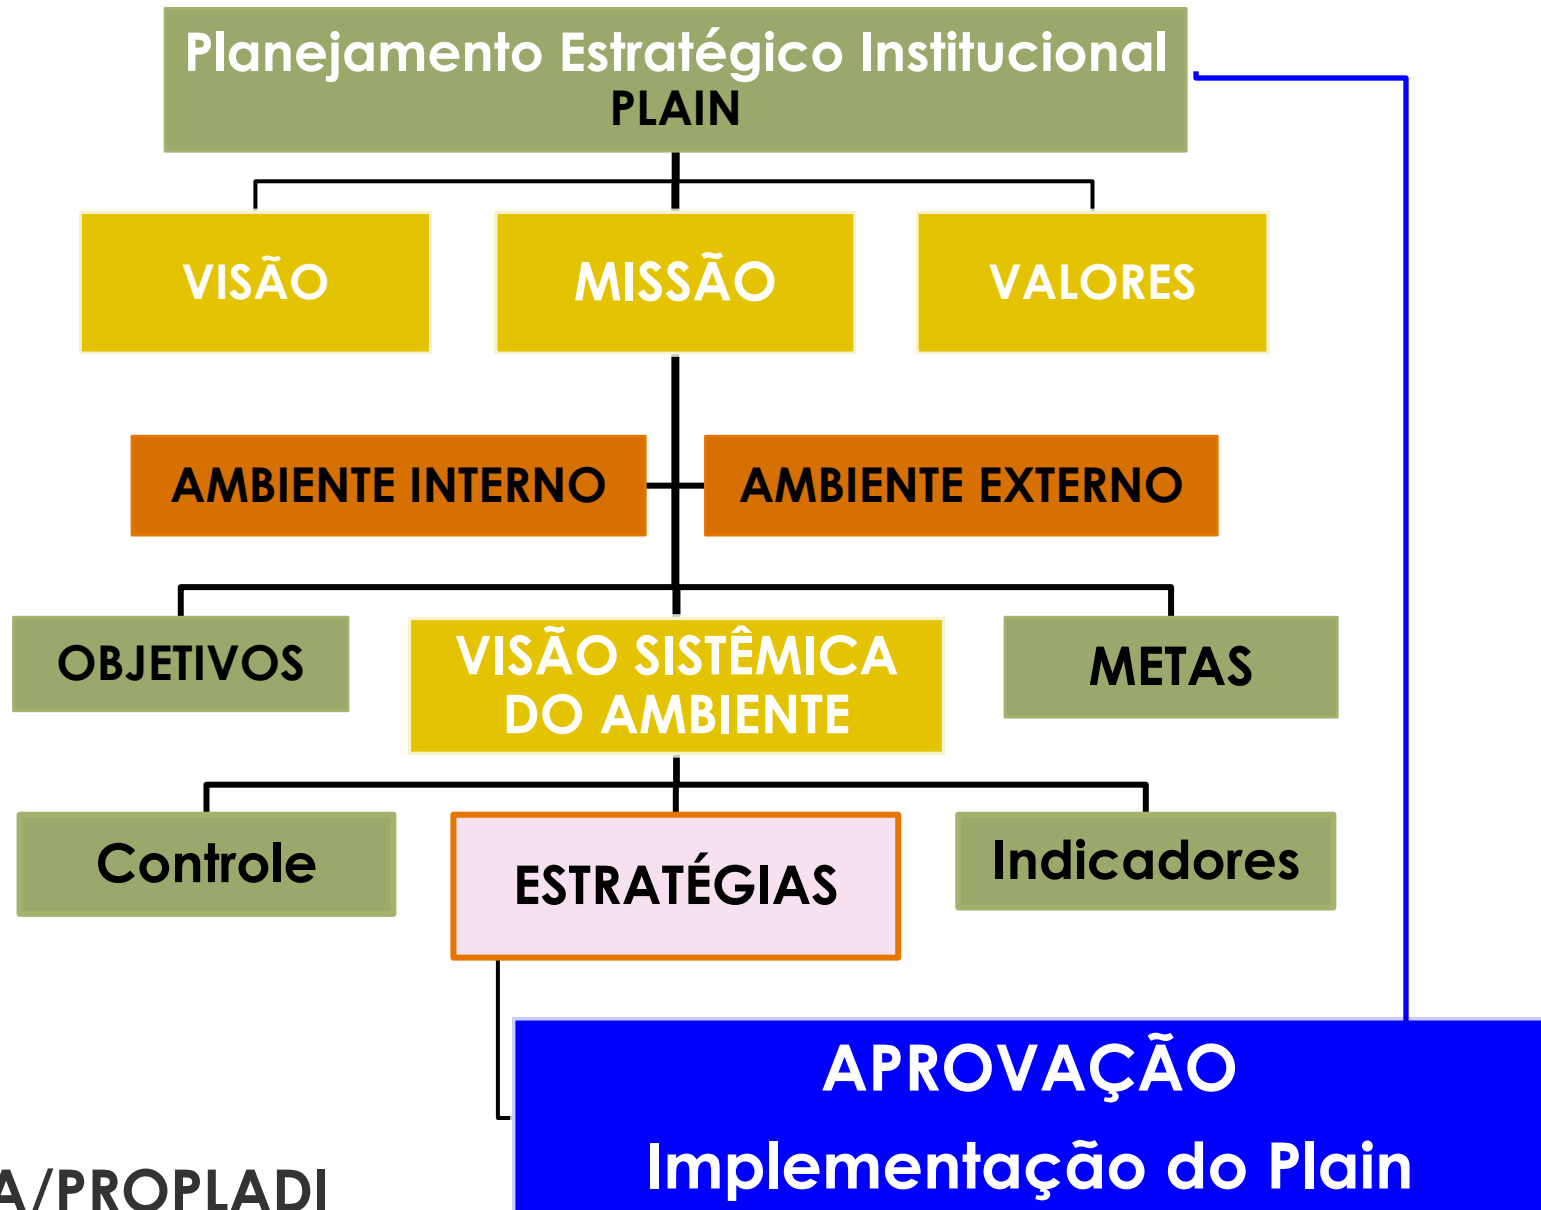 Planejamento Estratégico Institucional
PLAIN
VISÃO
MISSÃO
VALORES
AMBIENTE INTERNO
AMBIENTE EXTERNO
OBJETIVOS
VISÃO SISTÊMICA
DO AMBIENTE
METAS
Controle
ESTRATÉGIAS
Indicadores
APROVAÇÃO
Implementação do Plain
A/PROPLADI